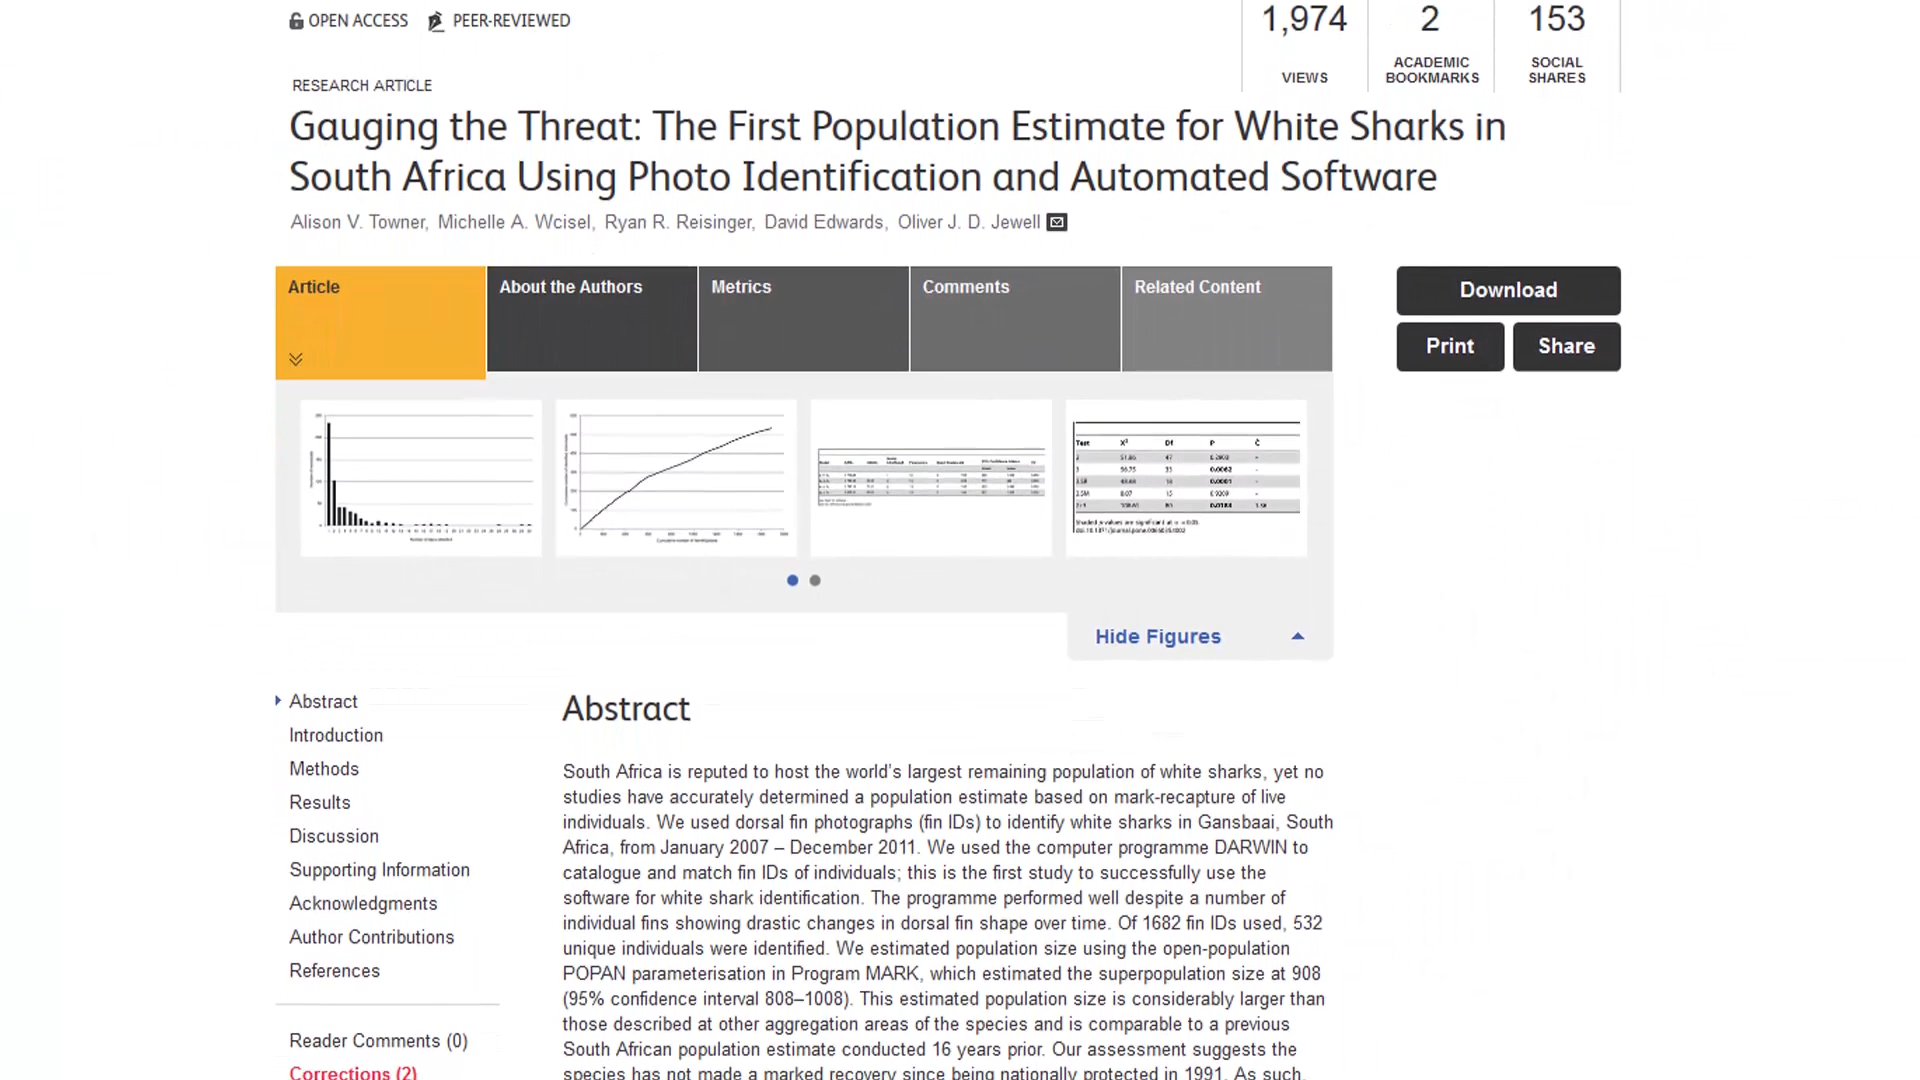 OPEN ACCESS PEER-REVIEWED
1,974
VIEWS
2
ACADEMIC
BOOKMARKS
153
SOCIAL
SHARES
RESEARCH ARTICLE
Gauging the Threat: The First Population Estimate for White Sharks in
South Africa Using Photo Identification and Automated Software
Alison V. Towner, Michelle A. Wcisel, Ryan R. Reisinger, David Edwards, Oliver J. D. Jewell
Article
About the Authors
Metrics
Comments
Related Content
Download
Print
Share
Hide Figures
Abstract
Introduction
Methods
Results
Discussion
Supporting Information
Acknowledgments
Author Contributions
References
Reader Comments (0)
Corrections (2)
Abstract
South Africa is reputed to host the world's largest remaining population of white sharks, yet no
studies have accurately determined a population estimate based on mark-recapture of live
individuals. We used dorsal fin photographs (fin IDs) to identify white sharks in Gansbaai, South
Africa, from January 2007 – December 2011. We used the computer programme DARWIN to
catalogue and match fin IDs of individuals; this is the first study to successfully use the
software for white shark identification. The programme performed well despite a number of
individual fins showing drastic changes in dorsal fin shape over time. Of 1682 fin IDs used, 532
unique individuals were identified. We estimated population size using the open-population
POPAN parameterisation in Program MARK, which estimated the superpopulation size at 908
(95% confidence interval 808–1008). This estimated population size is considerably larger than
those described at other aggregation areas of the species and is comparable to a previous
South African population estimate conducted 16 years prior. Our assessment suggests the
species has not made a marked recovery since being nationally protected in 1991. As such,